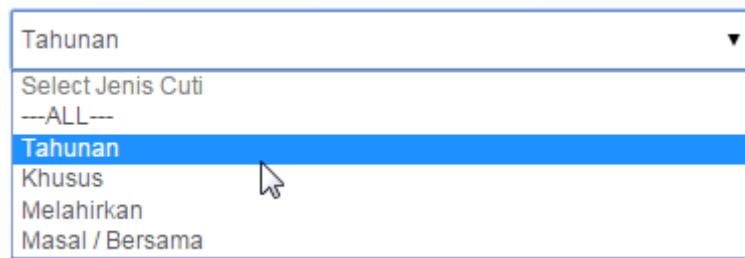 Tahunan
Select Jenis Cuti
---ALL---
Tahunan
Khusus
Melahirkan
Masal / Bersama